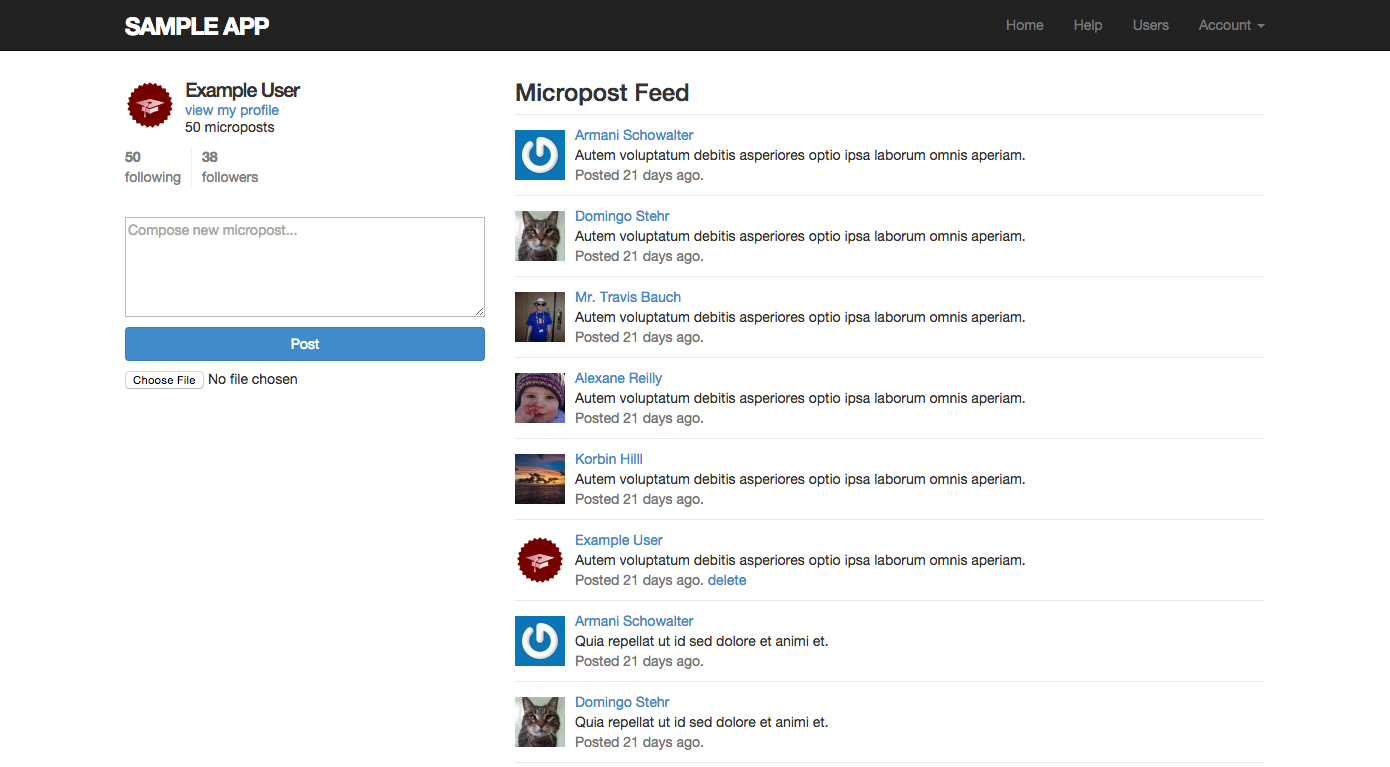 SAMPLE APP
Home Help Users Account
Example User
view my profile
50 microposts
50 following
38 followers
Compose new micropost...
Post
Choose File No file chosen
Micropost Feed
Armani Schowalter
Autem voluptatum debitis asperiores optio ipsa laborum omnis aperiam.
Posted 21 days ago.
Domingo Stehr
Autem voluptatum debitis asperiores optio ipsa laborum omnis aperiam.
Posted 21 days ago.
Mr. Travis Bauch
Autem voluptatum debitis asperiores optio ipsa laborum omnis aperiam.
Posted 21 days ago.
Alexane Reilly
Autem voluptatum debitis asperiores optio ipsa laborum omnis aperiam.
Posted 21 days ago.
Korbin Hilll
Autem voluptatum debitis asperiores optio ipsa laborum omnis aperiam.
Posted 21 days ago.
Example User
Autem voluptatum debitis asperiores optio ipsa laborum omnis aperiam.
Posted 21 days ago. delete
Armani Schowalter
Quia repellat ut id sed dolore et animi et.
Posted 21 days ago.
Domingo Stehr
Quia repellat ut id sed dolore et animi et.
Posted 21 days ago.